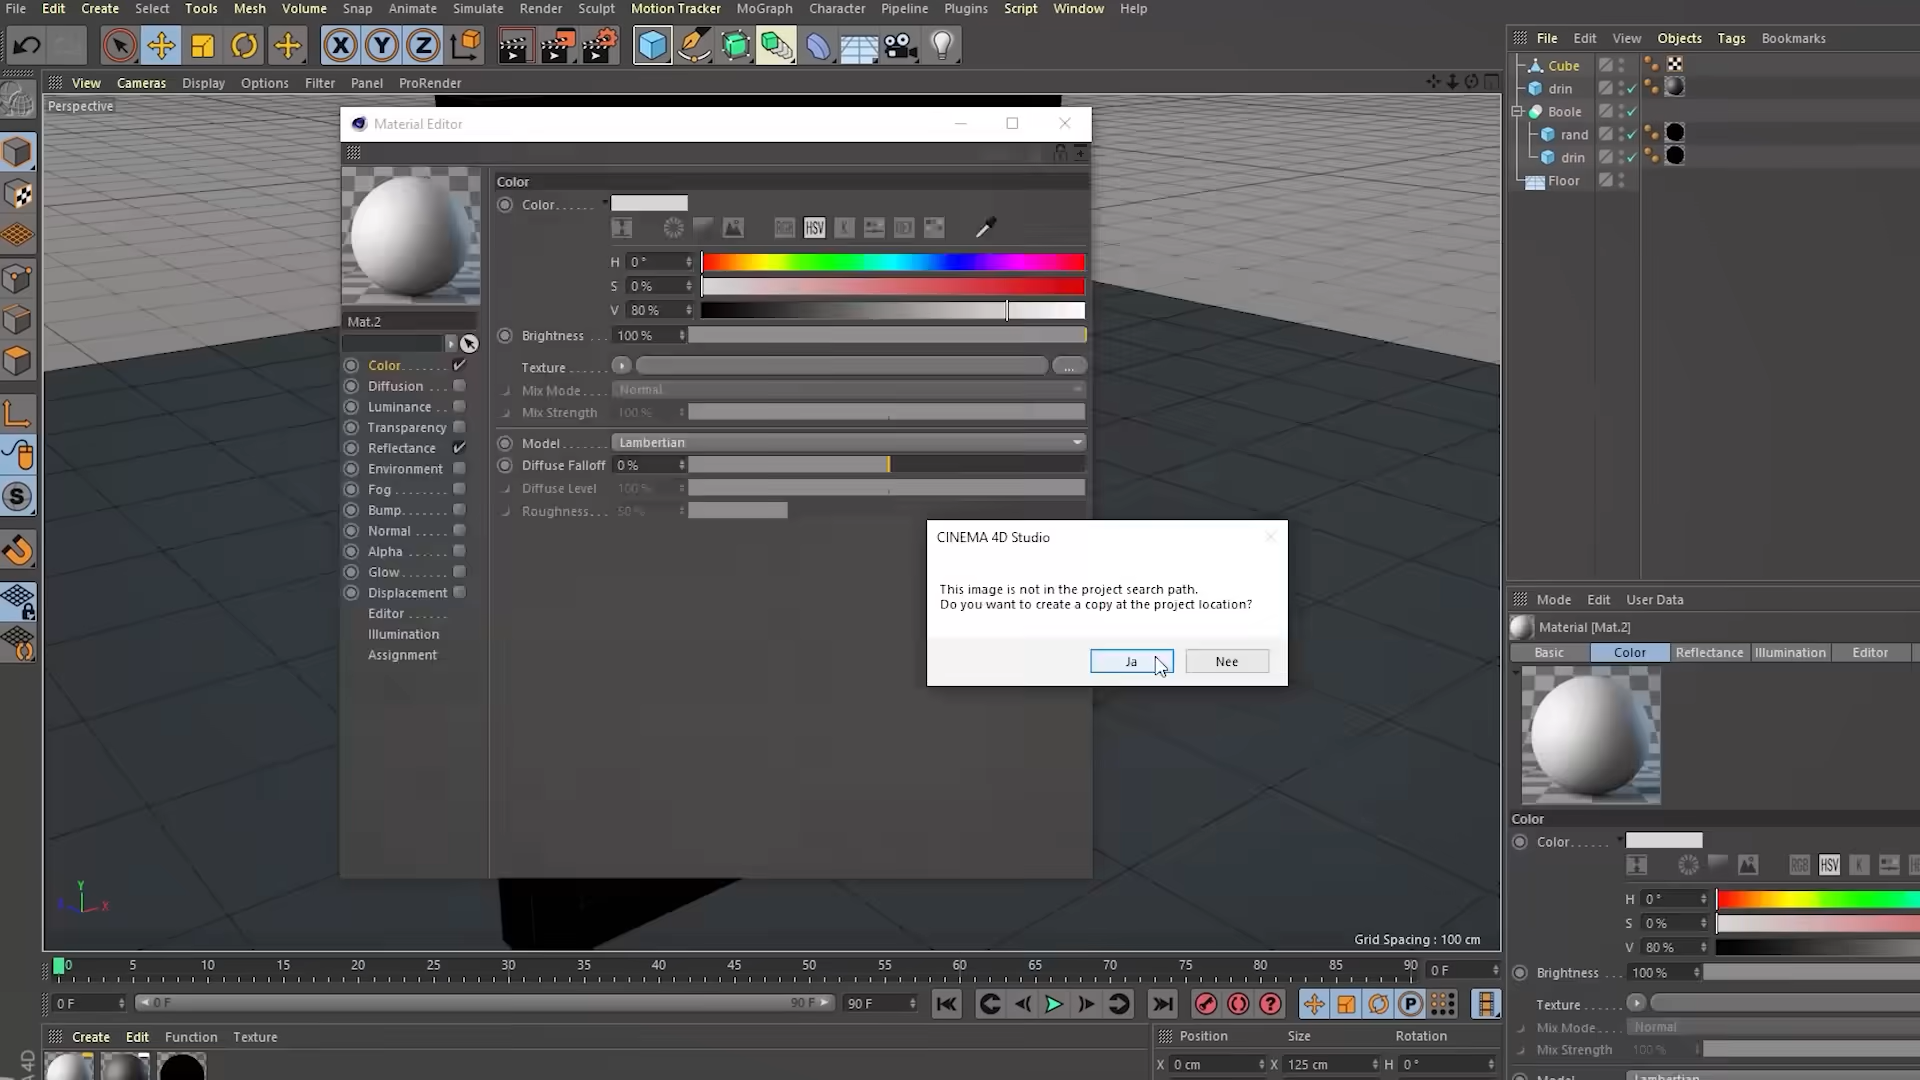 File Edit Create Select Tools Mesh Volume Snap Animate Simulate Render Sculpt Motion Tracker MoGraph Character Pipeline Plugins Script Window Help
X Y Z
View Cameras Display Options Filter Panel ProRender
Perspective
Material Editor
Color
Color
RGB HSV K
H 0°
S 0%
V 80%
Mat.2
Brightness 100%
Texture ...
Mix Mode Normal
Mix Strength 100%
Model Lambertian
Diffuse Falloff 0%
Diffuse Level 100%
Roughness 50%
Color
Diffusion
Luminance
Transparency
Reflectance
Environment
Fog
Bump
Normal
Alpha
Glow
Displacement
Editor
Illumination
Assignment
CINEMA 4D Studio
This image is not in the project search path.
Do you want to create a copy at the project location?
Ja Nee
S
Y
X
Grid Spacing : 100 cm
0 5 10 15 20 25 30 35 40 45 50 55 60 65 70 75 80 85 90 0 F
0 F 0 F 90 F 90 F
P
Create Edit Function Texture
Position Size Rotation
X 0 cm X 125 cm H 0°
4D
File Edit View Objects Tags Bookmarks
Cube
drin
Boole
rand
drin
Floor
Mode Edit User Data
Material [Mat.2]
Basic Color Reflectance Illumination Editor
Color
Color
RGB HSV K
H 0°
S 0%
V 80%
Brightness 100%
Texture
Mix Mode Normal
Mix Strength 100%
Model Lambertian